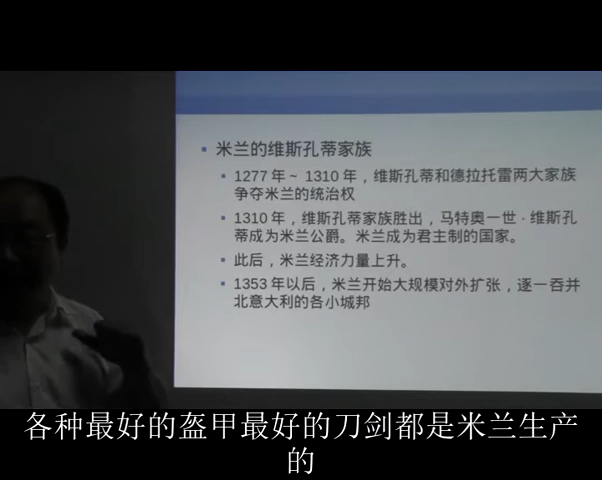 米兰的维斯孔蒂家族
1277 年～ 1310 年，维斯孔蒂和德拉托雷两大家族
争夺米兰的统治权
1310 年，维斯孔蒂家族胜出，马特奥一世 · 维斯孔
蒂成为米兰公爵。米兰成为君主制的国家。
此后，米兰经济力量上升。
1353 年以后，米兰开始大规模对外扩张，逐一吞并
北意大利的各小城邦
各种最好的盔甲最好的刀剑都是米兰生产
的